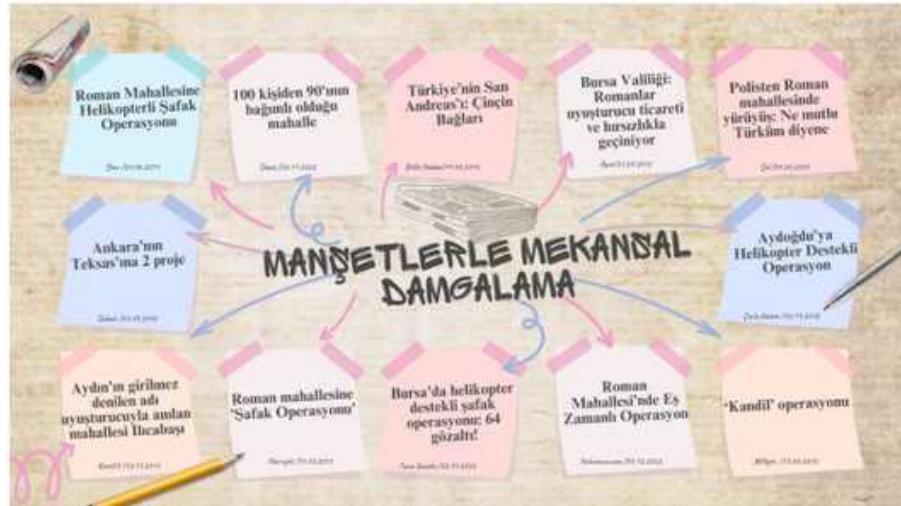 Roman Mahallesine
Helikopterli Şafak
Operasyonu
100 kişiden 90'ının
bağımlı olduğu
mahalle
Türkiye'nin San
Andreas'ı: Çinçin
Bağları
Bursa Valiliği:
Romanlar
uyuşturucu ticareti
ve hırsızlıkla
geçiniyor
Polisten Roman
mahallesinde
yürüyüş: Ne mutlu
Türküm diyene
Ankara'nın
Teksas'ına 2 proje
MANŞETLERLE MEKANSAL
DAMGALAMA
Aydoğdu'ya
Helikopter Destekli
Operasyon
Aydın'ın girilmez
denilen adı
uyuşturucuyla anılan
mahallesi Ilıcabaşı
Roman mahallesine
'Şafak Operasyonu'
Bursa'da helikopter
destekli şafak
operasyonu; 64
gözaltı!
Roman
Mahallesi'nde Eş
Zamanlı Operasyon
'Kandil' operasyonu